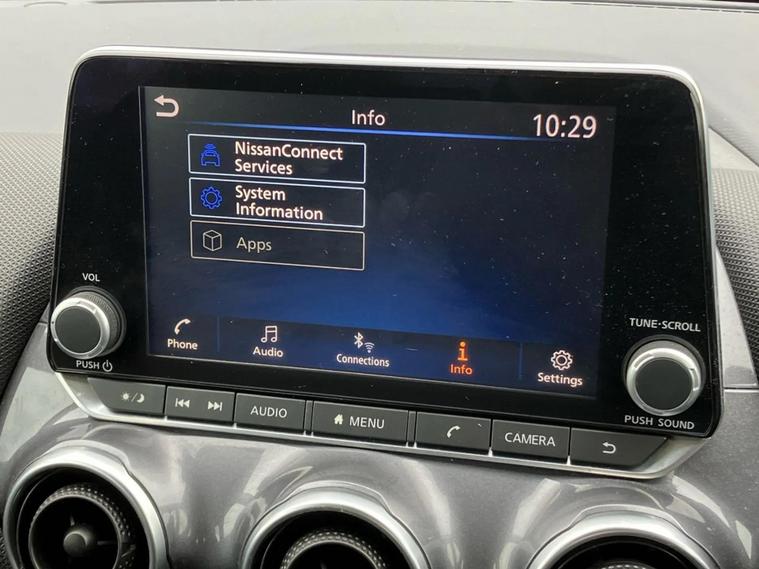 Info
10:29
NissanConnect
Services
System
Information
Apps
VOL
PUSH
TUNE·SCROLL
PUSH SOUND
Phone
Audio
Connections
Info
Settings
AUDIO
MENU
CAMERA